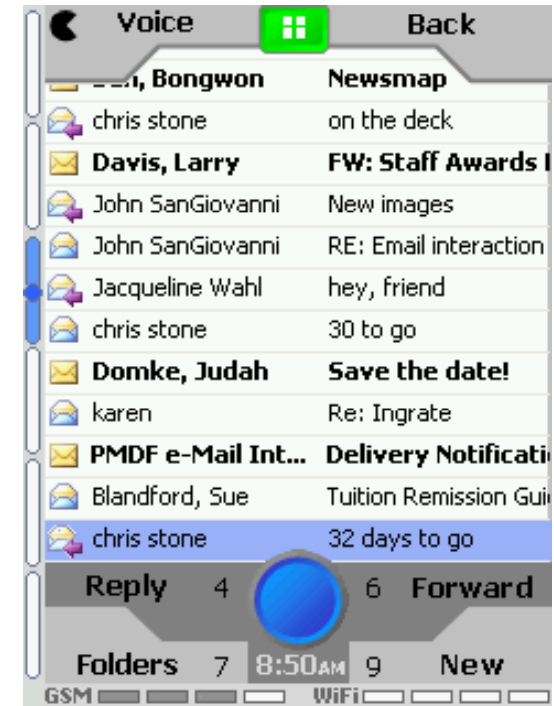 Voice Back
, Bongwon Newsmap
chris stone on the deck
Davis, Larry FW: Staff Awards
John SanGiovanni New images
John SanGiovanni RE: Email interaction
Jacqueline Wahl hey, friend
chris stone 30 to go
Domke, Judah Save the date!
karen Re: Ingrate
PMDF e-Mail Int... Delivery Notificati
Blandford, Sue Tuition Remission Gui
chris stone 32 days to go
Reply 4 6 Forward
Folders 7 8:50AM 9 New
GSM WiFi